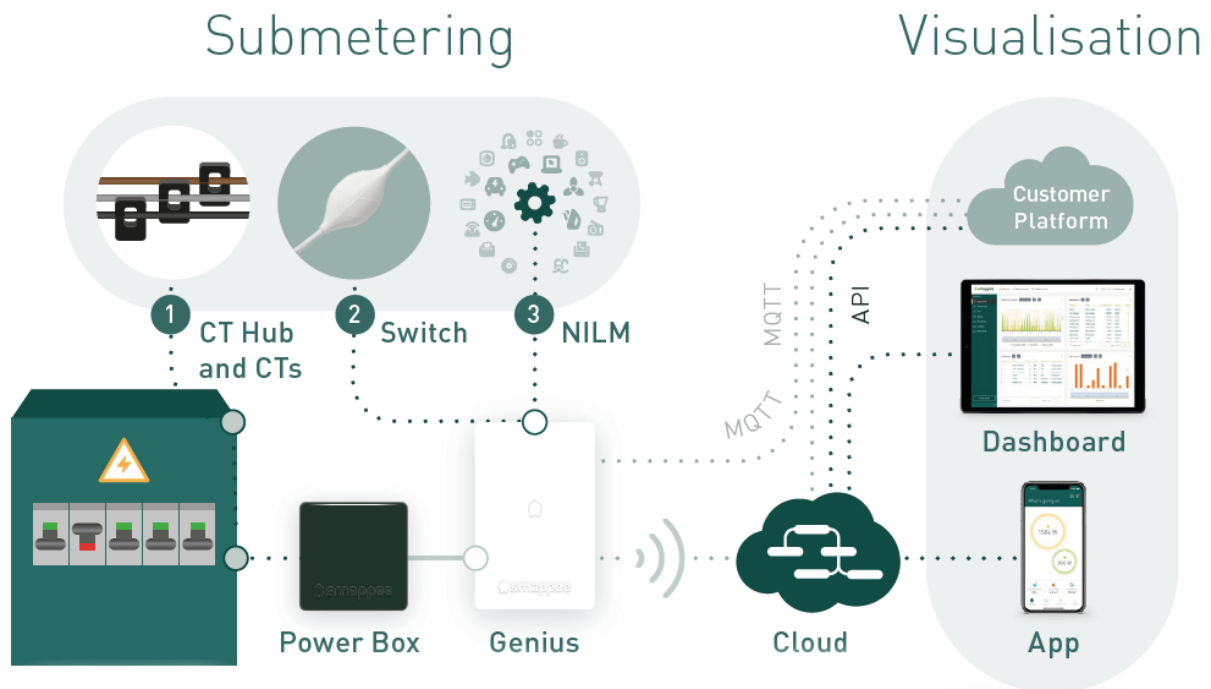 Submetering
Visualisation
Customer
Platform
1
CT Hub
and CTs
2
Switch
3
NILM
MQTT
API
MQTT
Dashboard
smappee
smappee
Power Box
Genius
Cloud
App